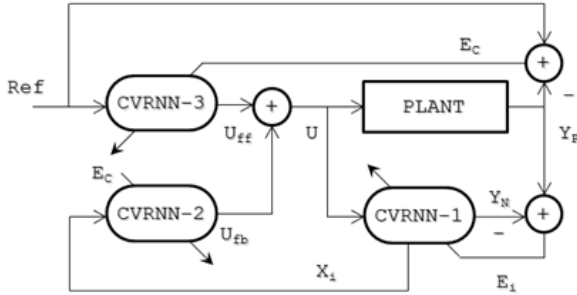 Ref
CVRNN-3
U_ff
+
U
PLANT
E_C
+
−
Y_P
E_C
CVRNN-2
U_fb
X_i
CVRNN-1
Y_N
−
+
E_i